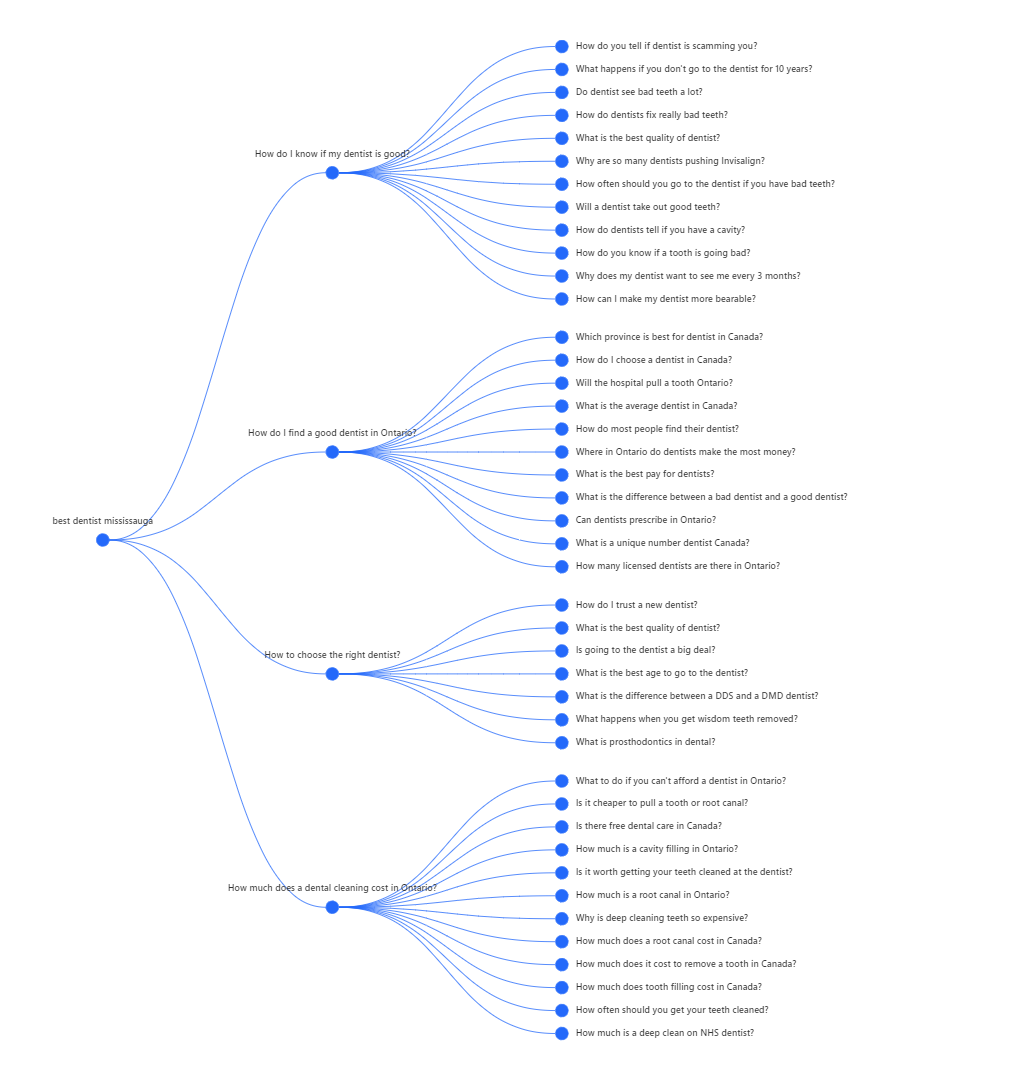 How do you tell if dentist is scamming you?
What happens if you don't go to the dentist for 10 years?
Do dentist see bad teeth a lot?
How do dentists fix really bad teeth?
What is the best quality of dentist?
How do I know if my dentist is good?
Why are so many dentists pushing Invisalign?
How often should you go to the dentist if you have bad teeth?
Will a dentist take out good teeth?
How do dentists tell if you have a cavity?
How do you know if a tooth is going bad?
Why does my dentist want to see me every 3 months?
How can I make my dentist more bearable?
Which province is best for dentist in Canada?
How do I choose a dentist in Canada?
Will the hospital pull a tooth Ontario?
What is the average dentist in Canada?
How do most people find their dentist?
How do I find a good dentist in Ontario?
Where in Ontario do dentists make the most money?
What is the best pay for dentists?
What is the difference between a bad dentist and a good dentist?
best dentist mississauga
Can dentists prescribe in Ontario?
What is a unique number dentist Canada?
How many licensed dentists are there in Ontario?
How do I trust a new dentist?
What is the best quality of dentist?
Is going to the dentist a big deal?
How to choose the right dentist?
What is the best age to go to the dentist?
What is the difference between a DDS and a DMD dentist?
What happens when you get wisdom teeth removed?
What is prosthodontics in dental?
What to do if you can't afford a dentist in Ontario?
Is it cheaper to pull a tooth or root canal?
Is there free dental care in Canada?
How much is a cavity filling in Ontario?
Is it worth getting your teeth cleaned at the dentist?
How much does a dental cleaning cost in Ontario?
How much is a root canal in Ontario?
Why is deep cleaning teeth so expensive?
How much does a root canal cost in Canada?
How much does it cost to remove a tooth in Canada?
How much does tooth filling cost in Canada?
How often should you get your teeth cleaned?
How much is a deep clean on NHS dentist?